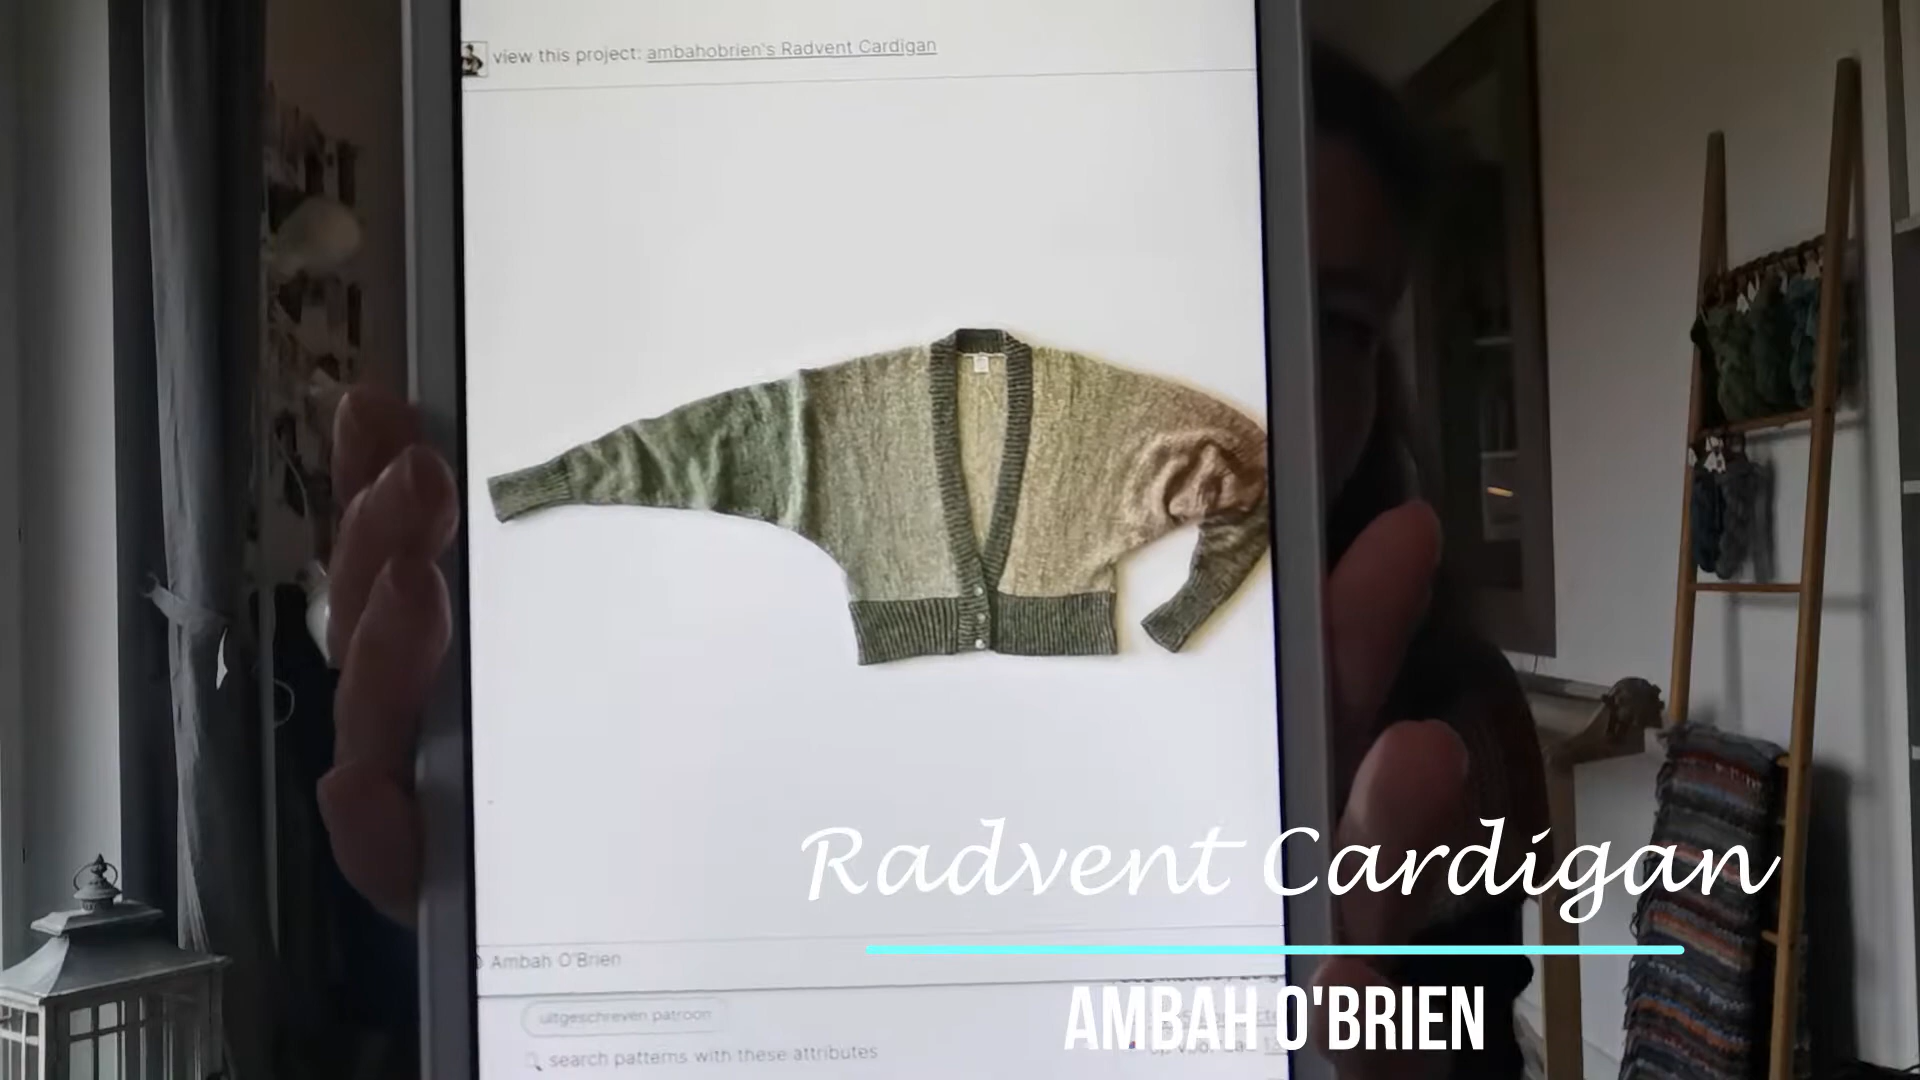 view this project: ambahobrien's Radvent Cardigan
Radvent Cardigan
Ambah O'Brien
AMBAH O'BRIEN
uitgeschreven patroon
search patterns with these attributes